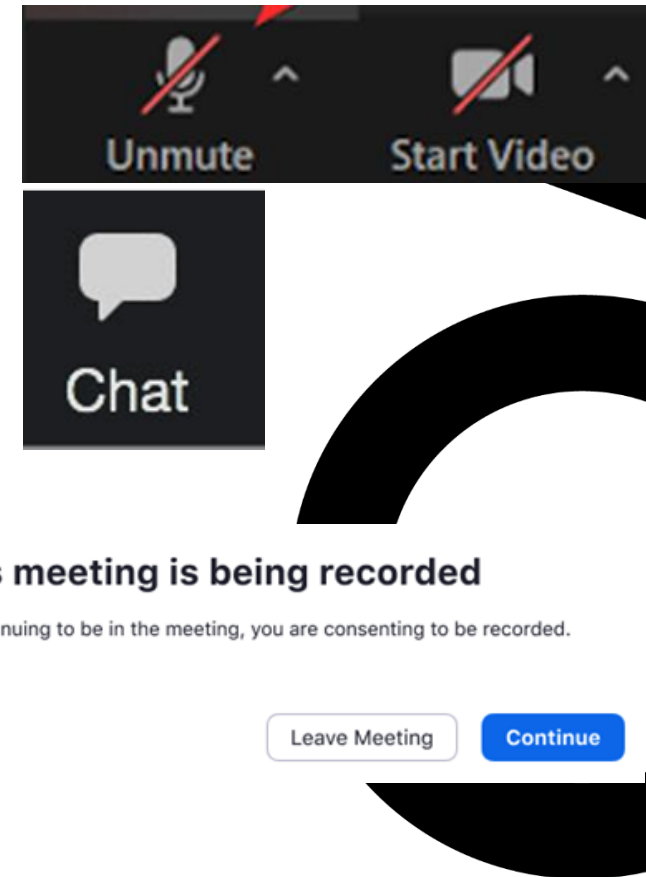 Unmute Start Video
Chat
meeting is being recorded
to be in the meeting, you are consenting to be recorded.
Leave Meeting Continue